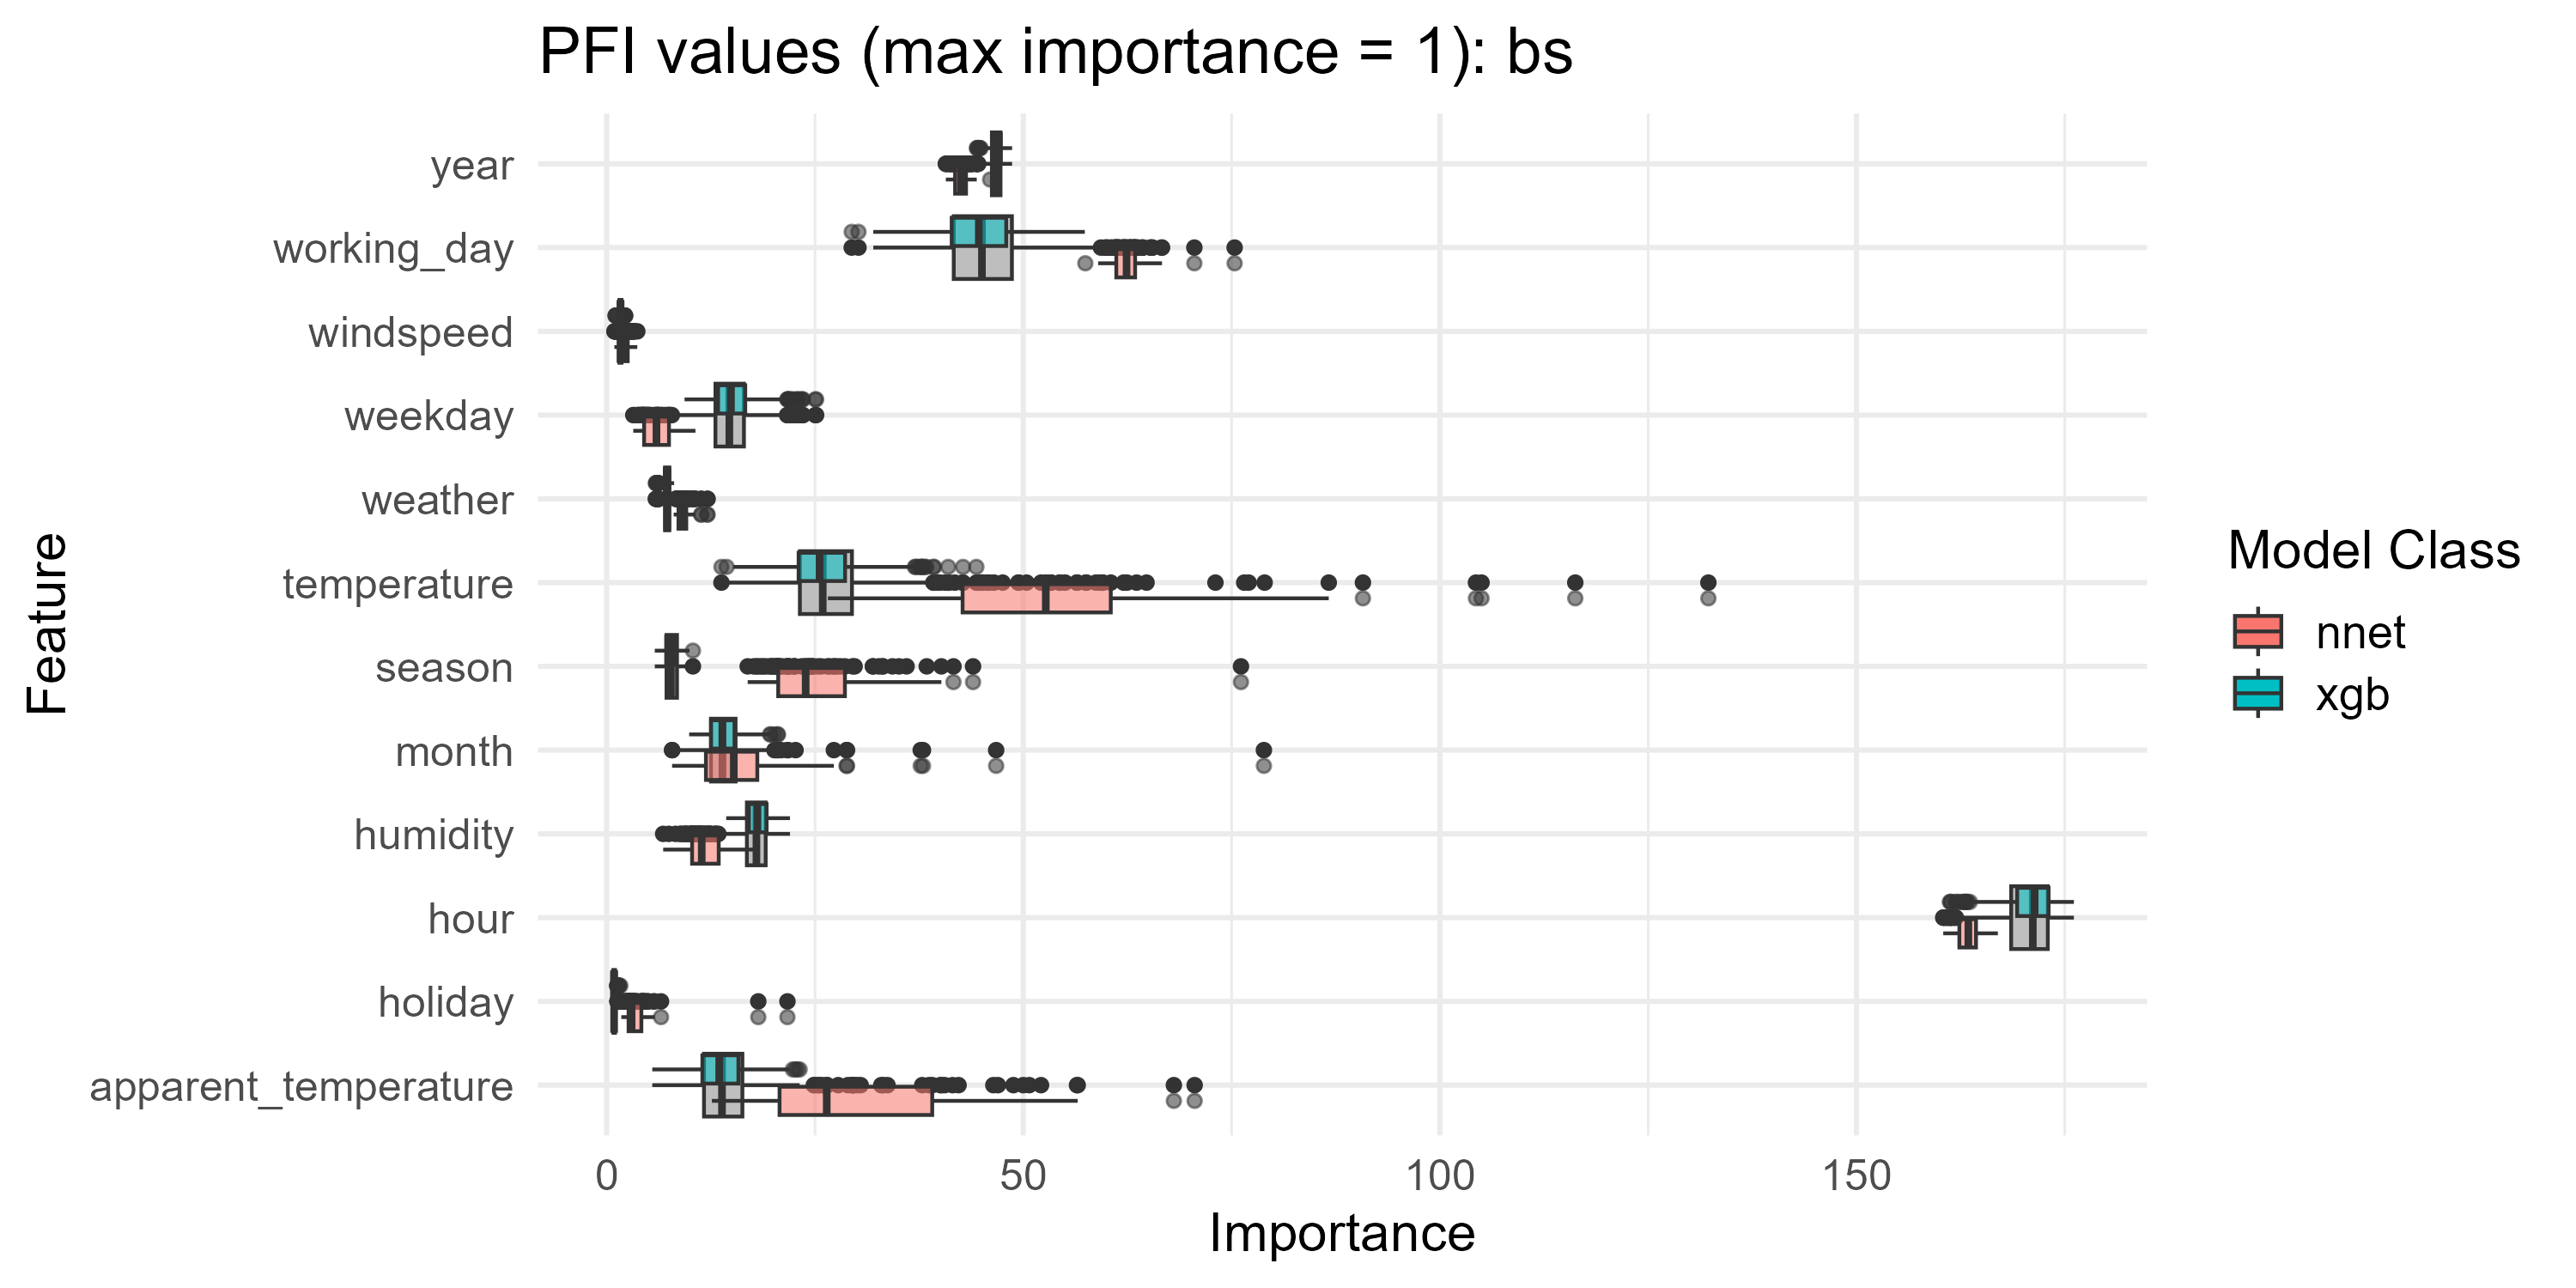 PFI values (max importance = 1): bs
year
working_day
windspeed
weekday
weather
temperature
season
month
humidity
hour
holiday
apparent_temperature
Feature
0 50 100 150
Importance
Model Class
nnet
xgb